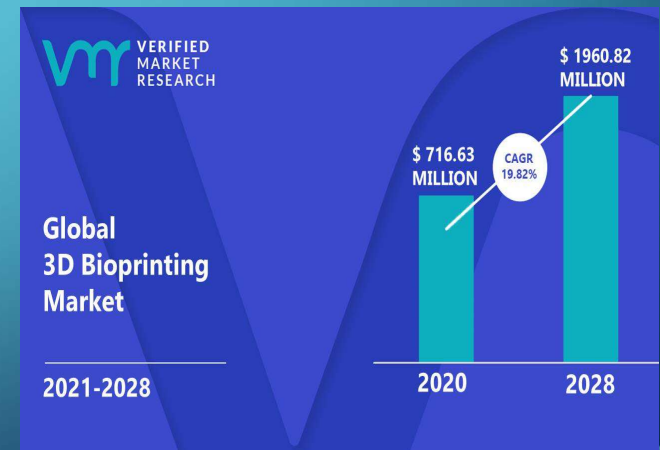 vmr
VERIFIED
MARKET
RESEARCH
Global
3D Bioprinting
Market
2021-2028
$ 716.63
MILLION
CAGR
19.82%
$ 1960.82
MILLION
2020
2028